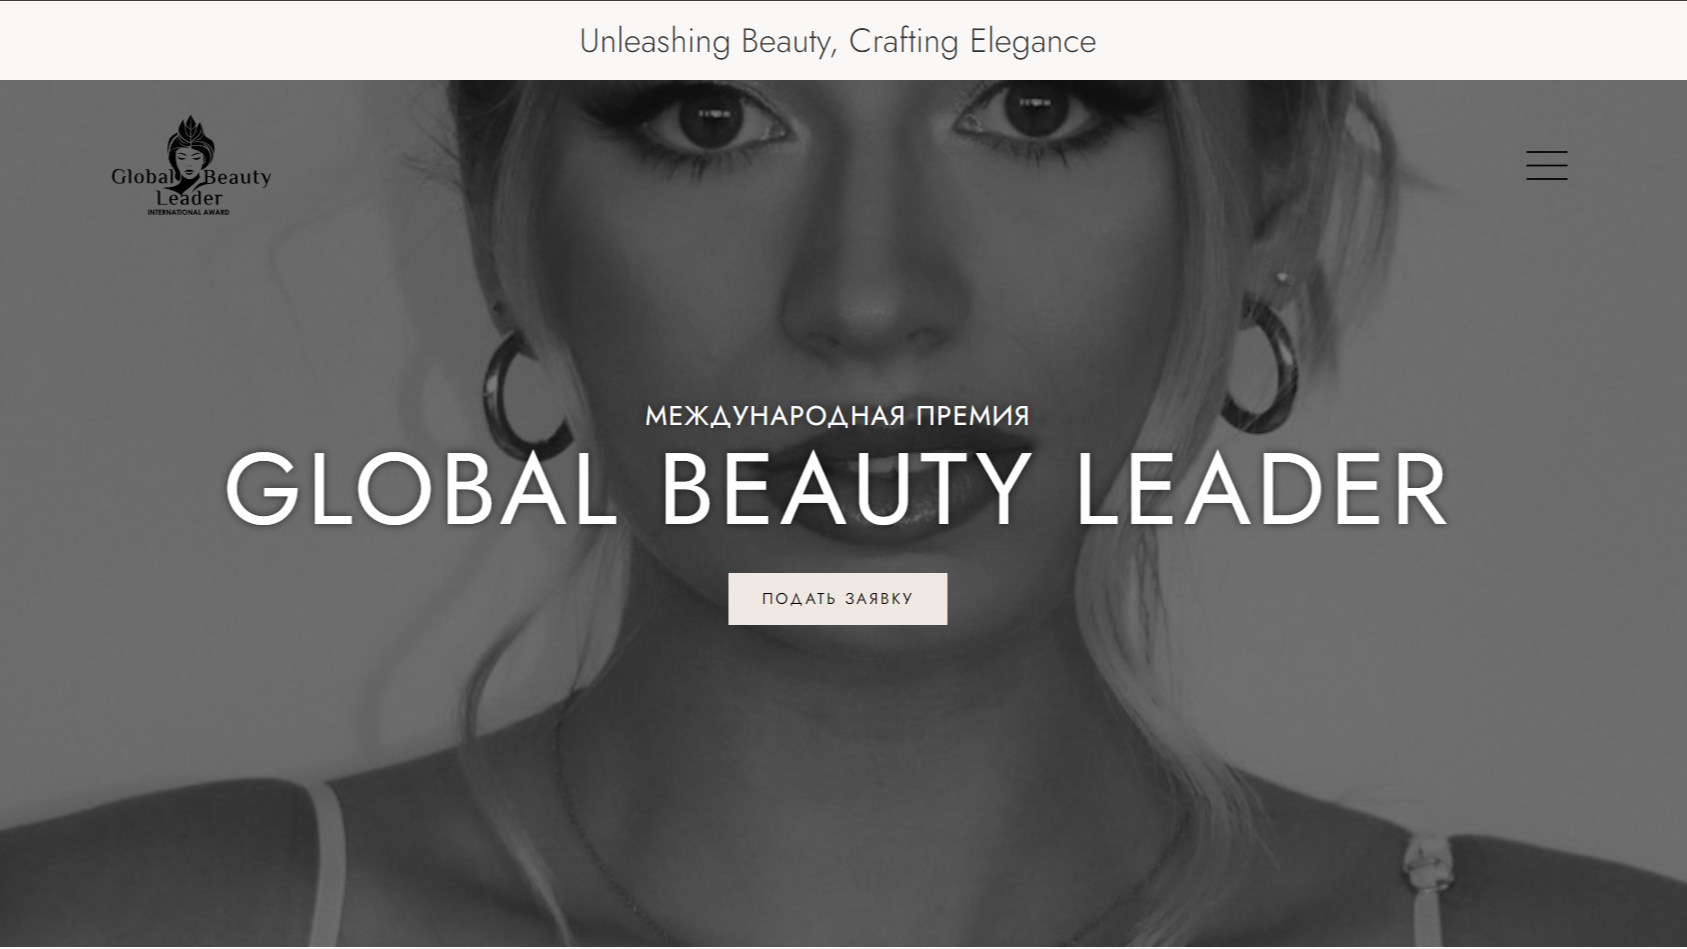 Unleashing Beauty, Crafting Elegance
Global Beauty
Leader
INTERNATIONAL AWARD
МЕЖДУНАРОДНАЯ ПРЕМИЯ
GLOBAL BEAUTY LEADER
ПОДАТЬ ЗАЯВКУ